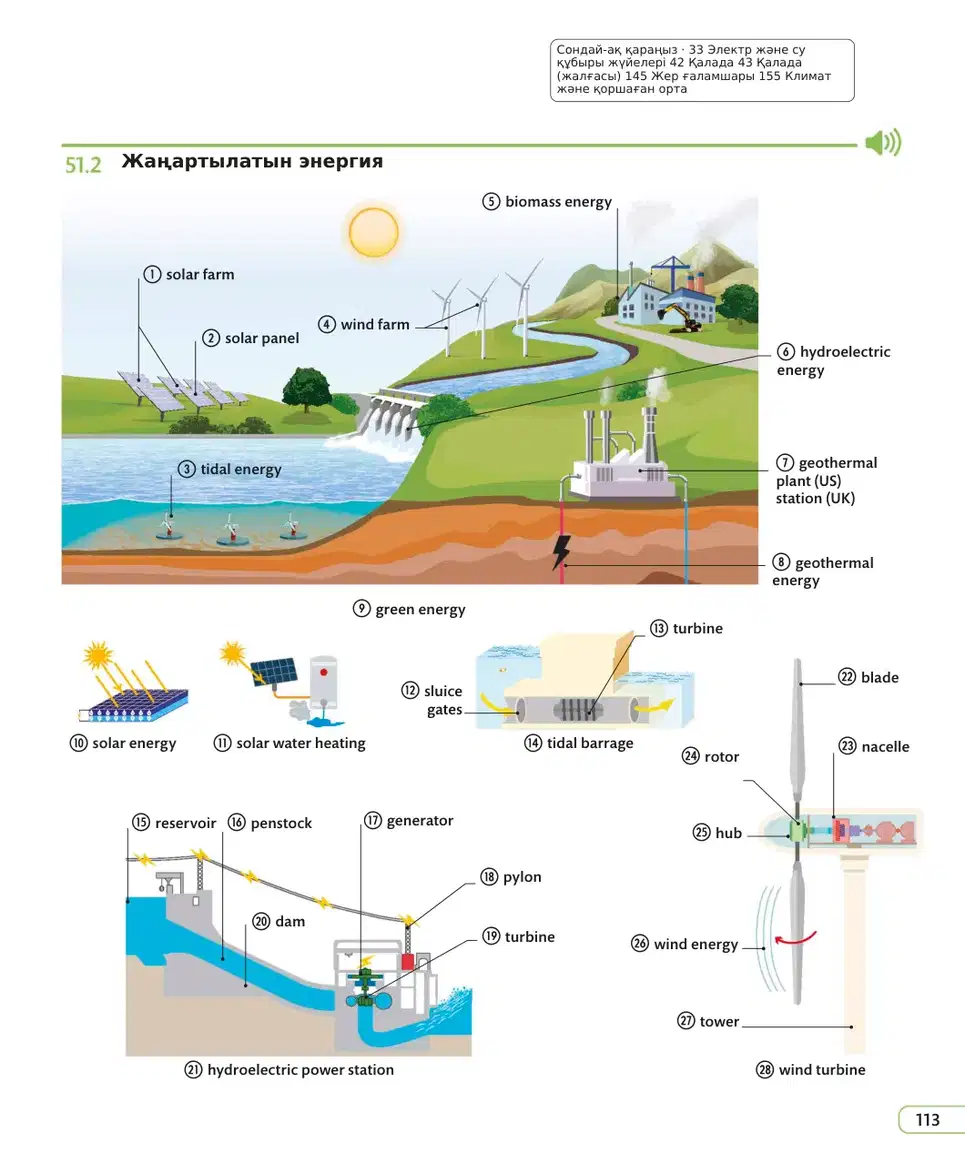 Сондай-ақ қараңыз · 33 Электр және су
құбыры жүйелері 42 Қалада 43 Қалада
(жалғасы) 145 Жер ғаламшары 155 Климат
және қоршаған орта
51.2 Жаңартылатын энергия
5 biomass energy
1 solar farm
4 wind farm
2 solar panel
6 hydroelectric
energy
3 tidal energy
7 geothermal
plant (US)
station (UK)
8 geothermal
energy
9 green energy
13 turbine
12 sluice
gates
10 solar energy
11 solar water heating
14 tidal barrage
22 blade
23 nacelle
24 rotor
25 hub
26 wind energy
27 tower
28 wind turbine
15 reservoir
16 penstock
17 generator
18 pylon
20 dam
19 turbine
21 hydroelectric power station
113